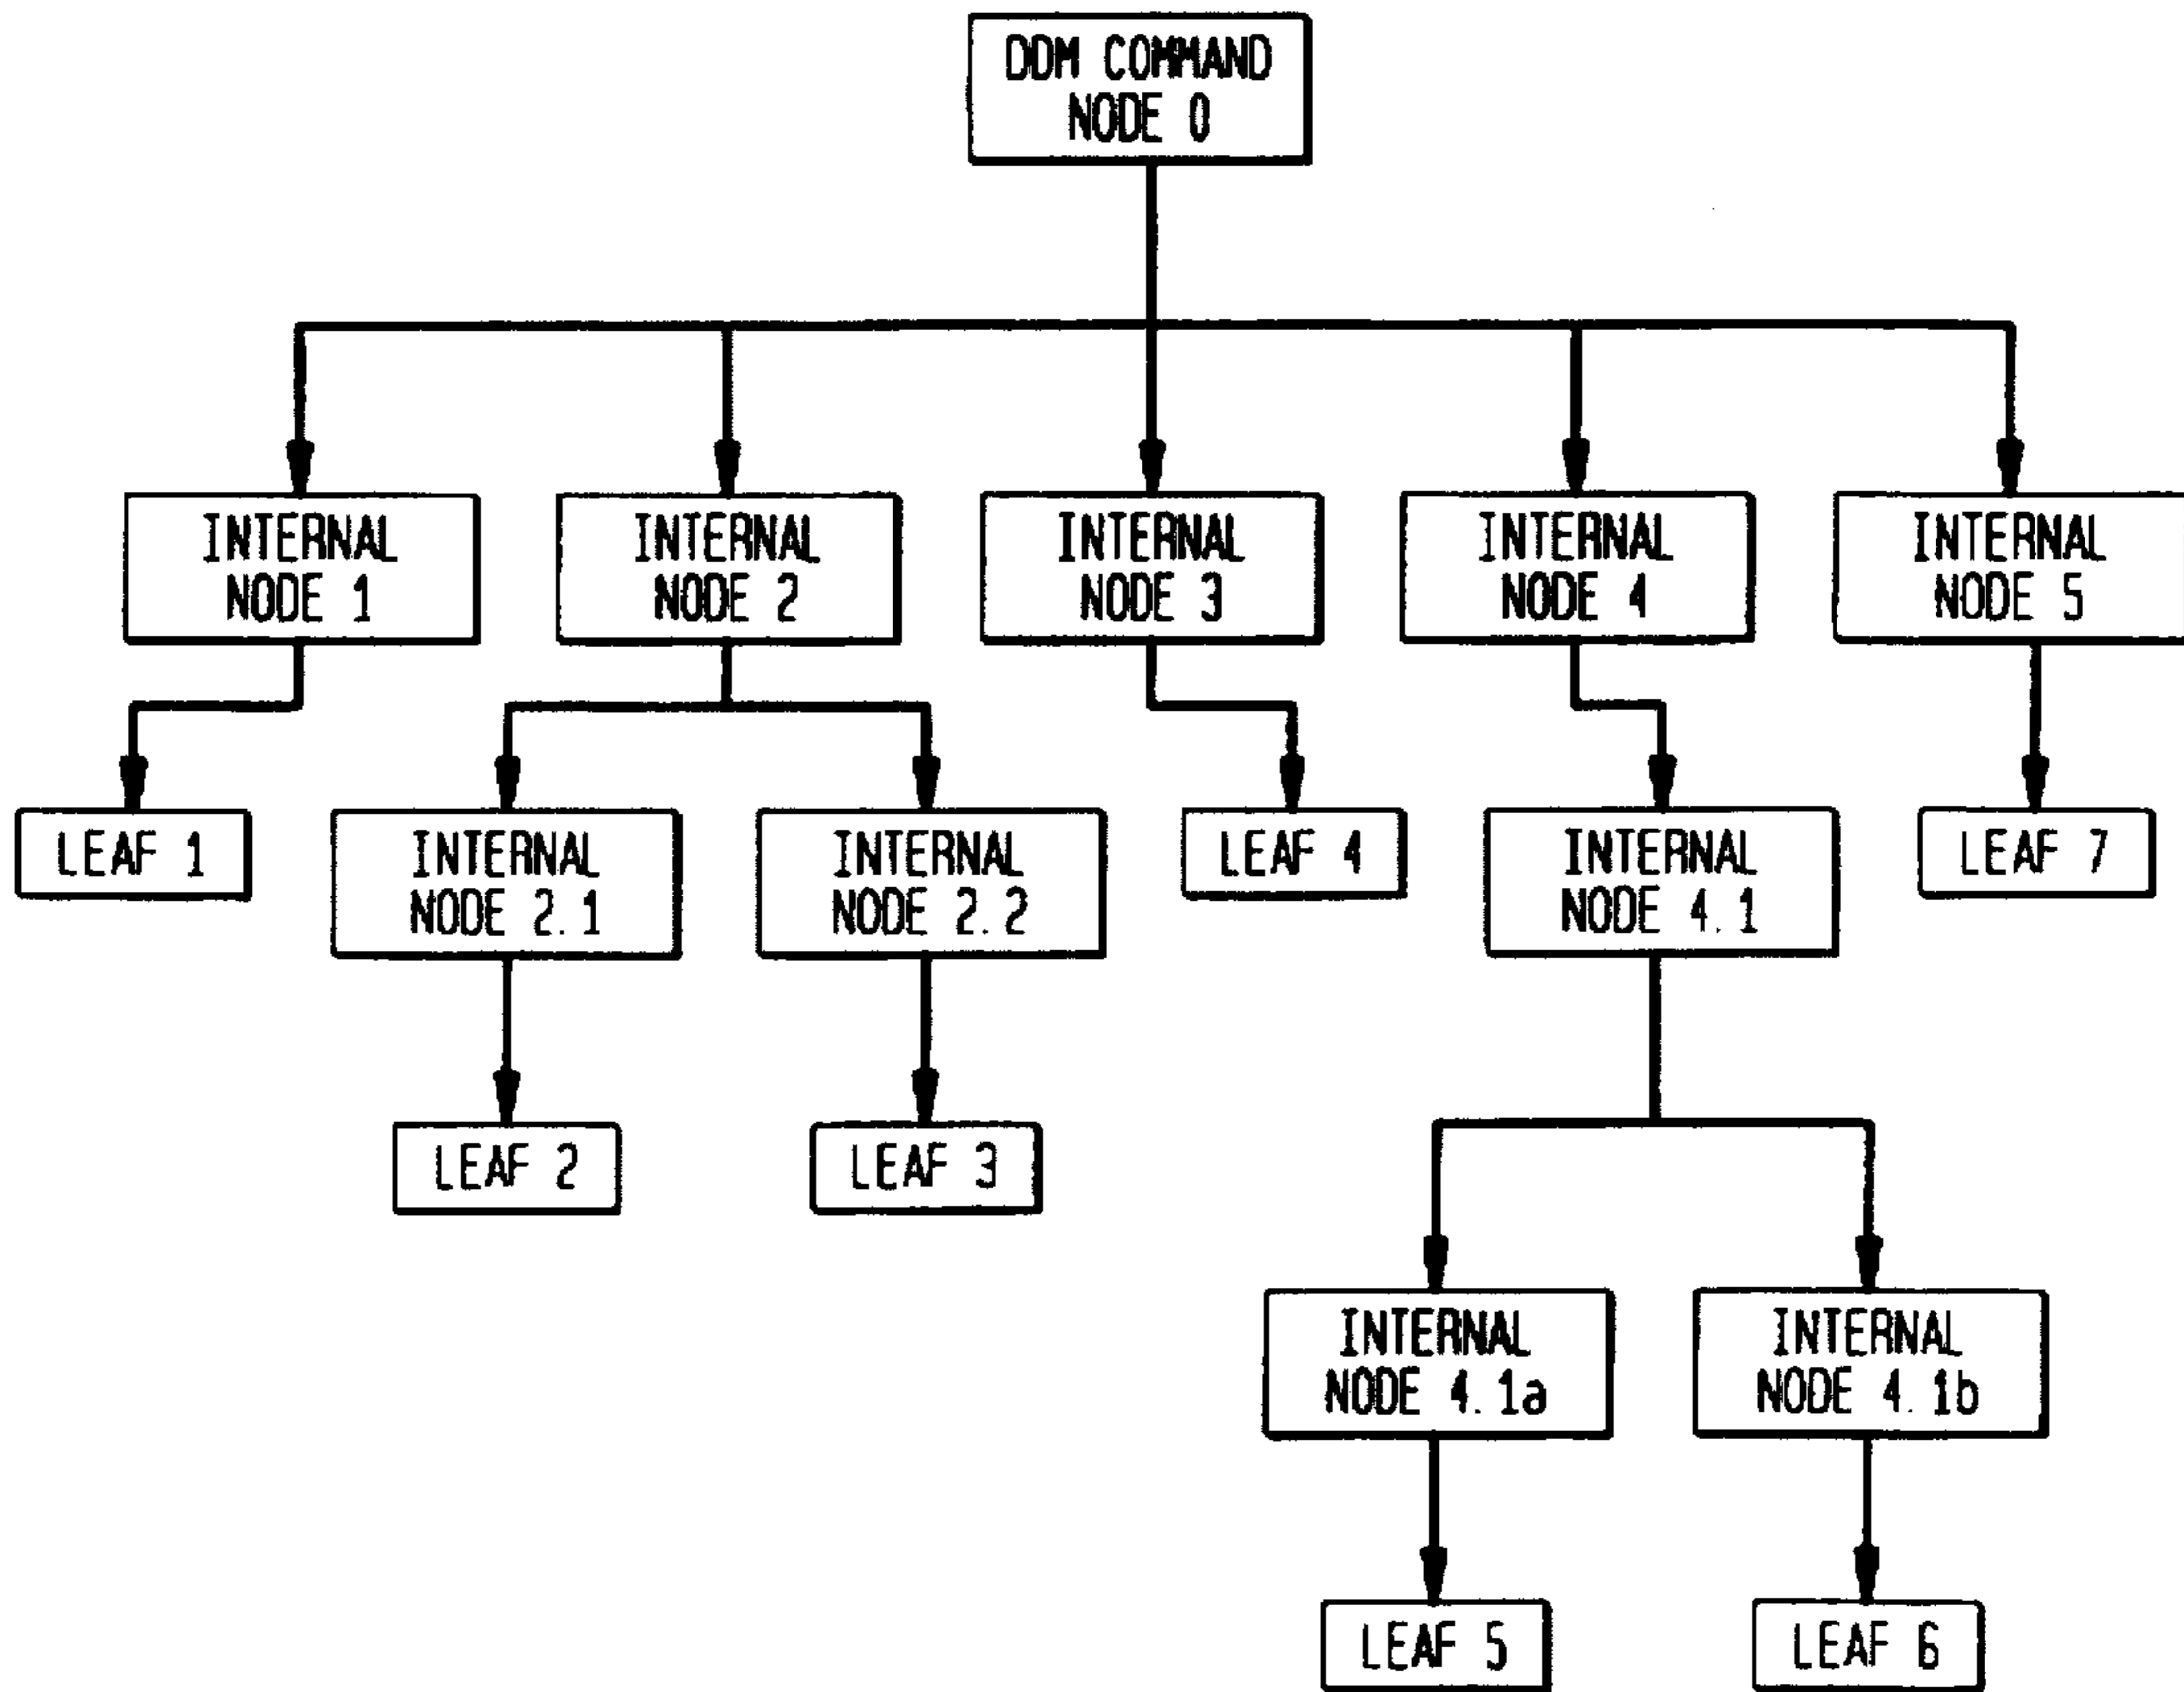 DDM COMMAND
NODE 0
INTERNAL
NODE 1
INTERNAL
NODE 2
INTERNAL
NODE 3
INTERNAL
NODE 4
INTERNAL
NODE 5
LEAF 1
INTERNAL
NODE 2.1
INTERNAL
NODE 2.2
LEAF 4
INTERNAL
NODE 4.1
LEAF 7
LEAF 2
LEAF 3
INTERNAL
NODE 4.1a
INTERNAL
NODE 4.1b
LEAF 5
LEAF 6